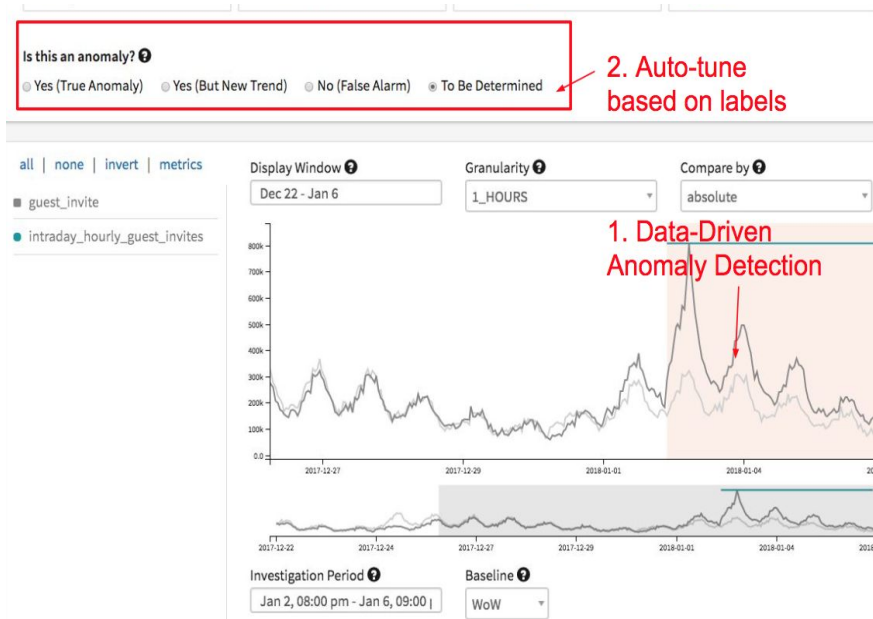 Is this an anomaly? ?
Yes (True Anomaly) Yes (But New Trend) No (False Alarm) To Be Determined
2. Auto-tune
based on labels
all | none | invert | metrics
guest_invite
intraday_hourly_guest_invites
Display Window ? Granularity ? Compare by ?
Dec 22 - Jan 6 1_HOURS absolute
1. Data-Driven
Anomaly Detection
800k
700k
600k
500k
400k
300k
200k
100k
0.0
2017-12-27 2017-12-29 2018-01-01 2018-01-04 20
2017-12-22 2017-12-24 2017-12-27 2017-12-29 2018-01-01 2018-01-04 2018
Investigation Period ? Baseline ?
Jan 2, 08:00 pm - Jan 6, 09:00 WoW